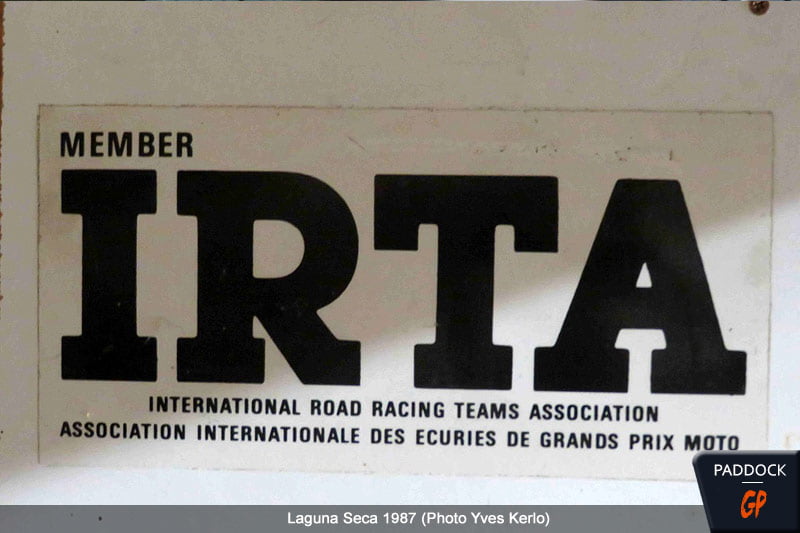 MEMBER
IRTA
INTERNATIONAL ROAD RACING TEAMS ASSOCIATION
ASSOCIATION INTERNATIONALE DES ECURIES DE GRANDS PRIX MOTO
PADDOCK
GP
Laguna Seca 1987 (Photo Yves Kerlo)